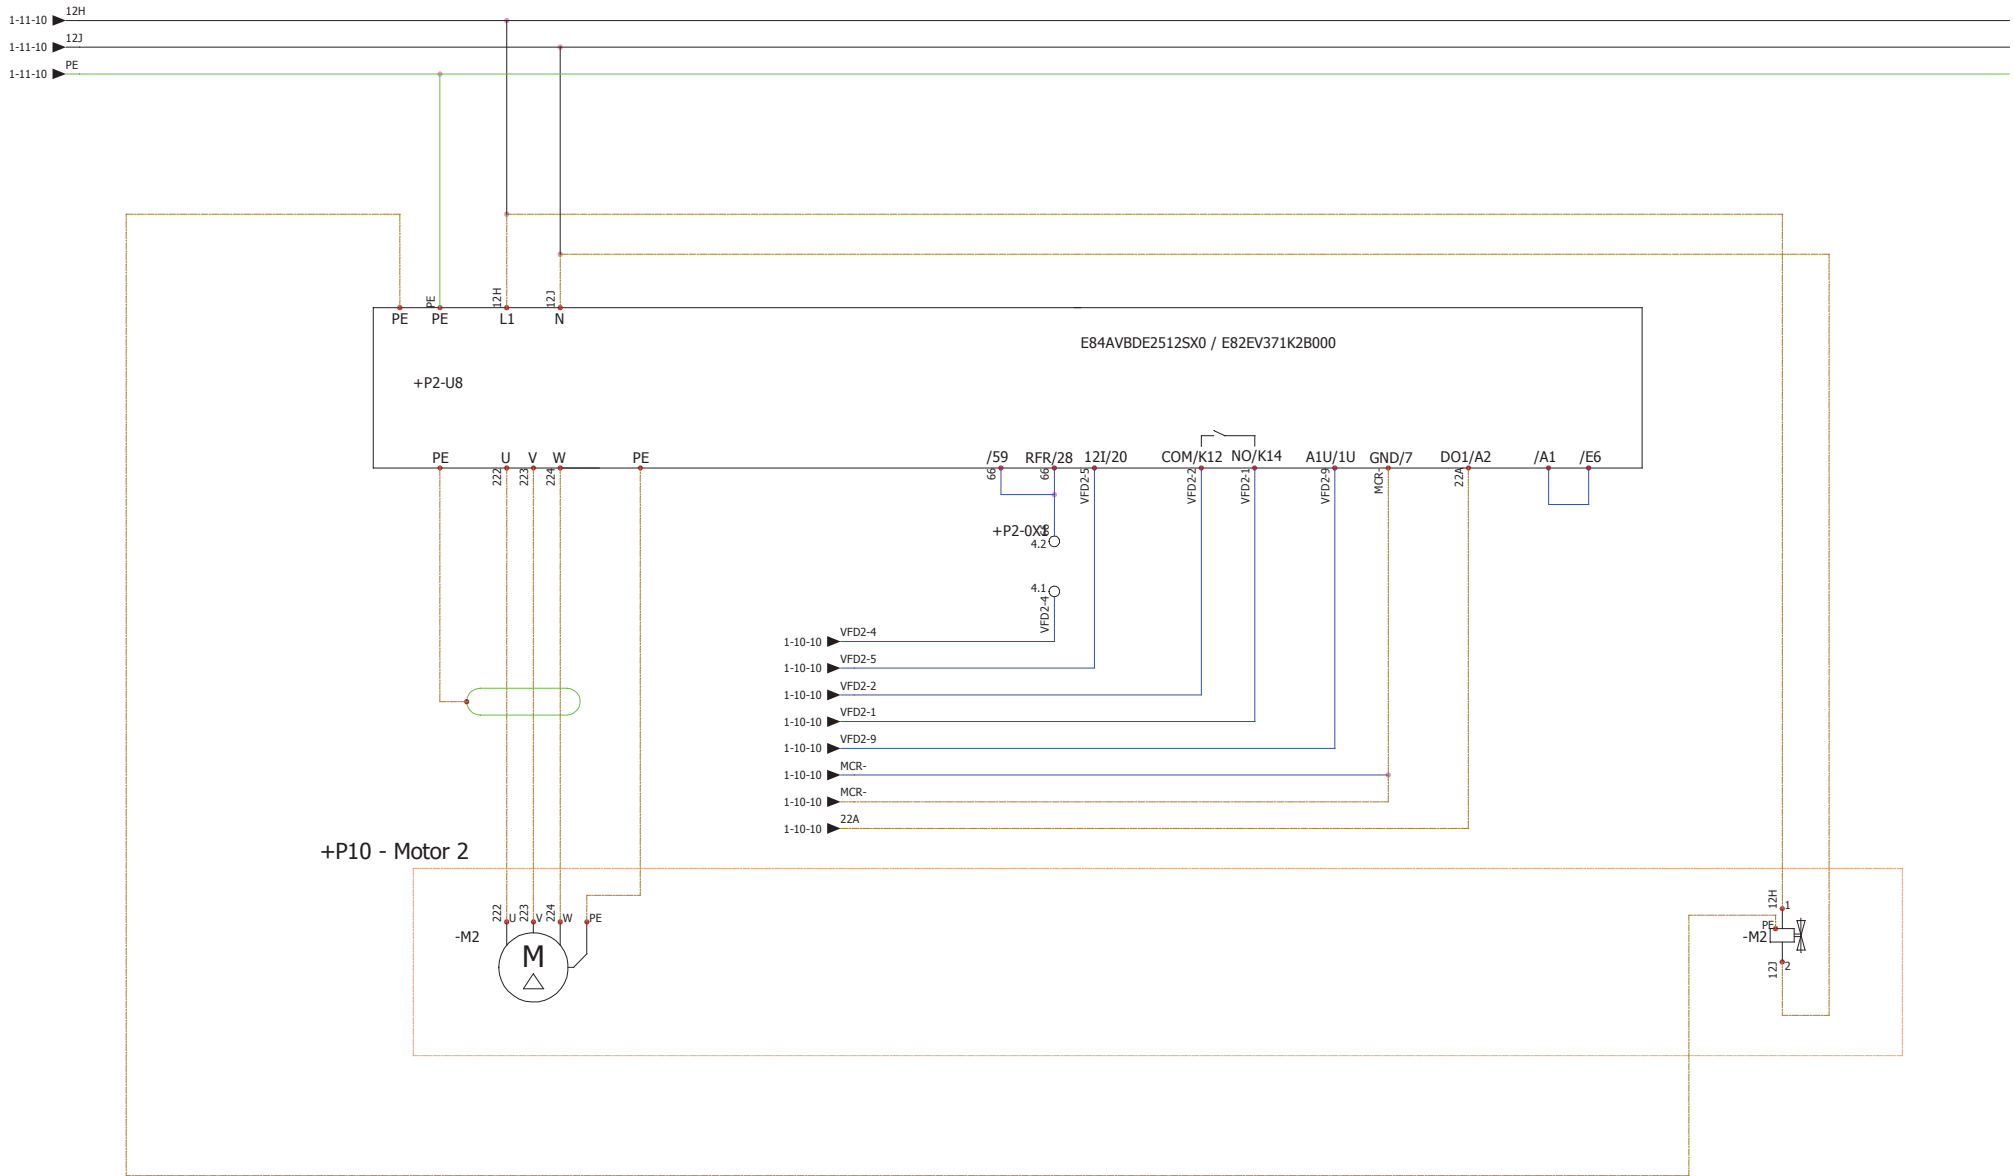 1-11-10 12H
1-11-10 12J
1-11-10 PE
PE 12H 12J
PE PE L1 N
E84AVBDE2512SX0 / E82EV371K2B000
+P2-U8
PE U V W PE /59 RFR/28 12I/20 COM/K12 NO/K14 A1U/1U GND/7 DO1/A2 /A1 /E6
222 223 224 66 66 VFD2-5 VFD2-2 VFD2-1 VFD2-9 MCR- 22A
+P2-0X1
4.2
4.1
VFD2-4
1-10-10 VFD2-4
1-10-10 VFD2-5
1-10-10 VFD2-2
1-10-10 VFD2-1
1-10-10 VFD2-9
1-10-10 MCR-
1-10-10 MCR-
1-10-10 22A
+P10 - Motor 2
222 U 223 V 224 W PE
-M2
M
12H 1
PE
-M2
12J 2